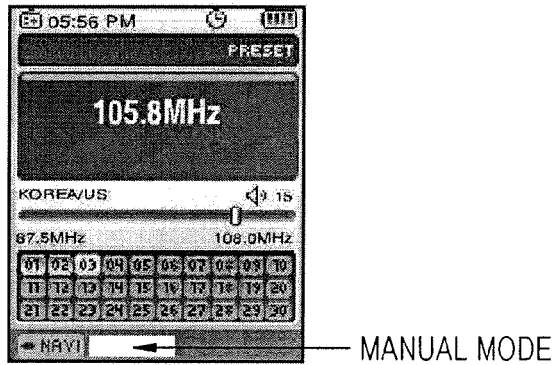 05:56 PM
PRESET
105.8MHz
KOREA/US 15
87.5MHz 108.0MHz
01 02 03 04 05 06 07 08 09 10
11 12 13 14 15 16 17 18 19 20
21 22 23 24 25 26 27 28 29 30
NAVI MANUAL MODE